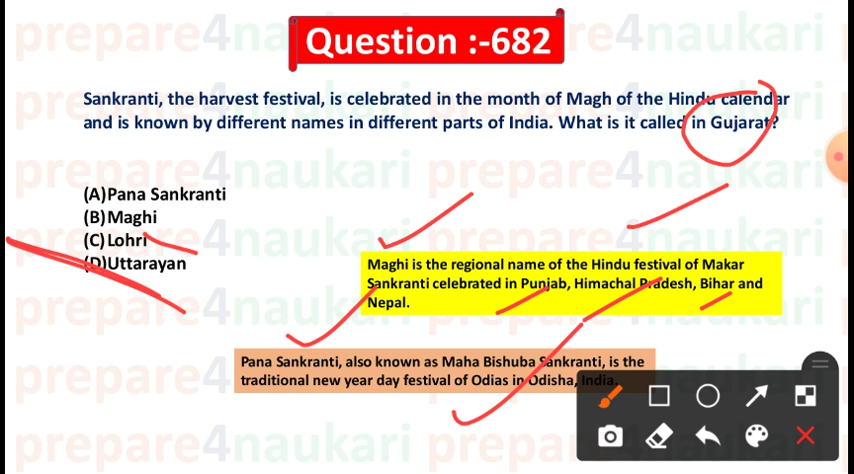 prepare4naukari
Question :-682
Sankranti, the harvest festival, is celebrated in the month of Magh of the Hindu calendar
and is known by different names in different parts of India. What is it called in Gujarat?
(A)Pana Sankranti
(B)Maghi
(C)Lohri
(D)Uttarayan
Maghi is the regional name of the Hindu festival of Makar
Sankranti celebrated in Punjab, Himachal Pradesh, Bihar and
Nepal.
Pana Sankranti, also known as Maha Bishuba Sankranti, is the
traditional new year day festival of Odias in Odisha, India.